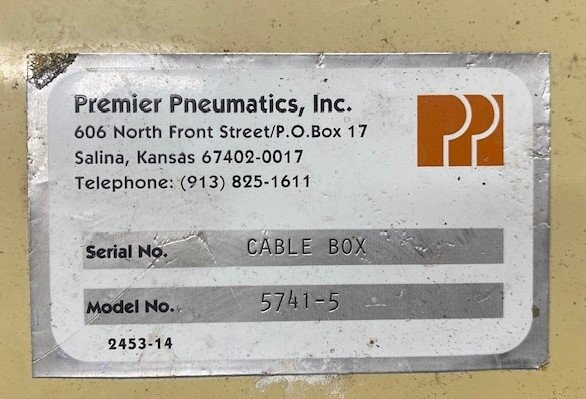 Premier Pneumatics, Inc.
606 North Front Street/P.O.Box 17
Salina, Kansas 67402-0017
Telephone: (913) 825-1611
PP
Serial No. CABLE BOX
Model No. 5741-5
2453-14